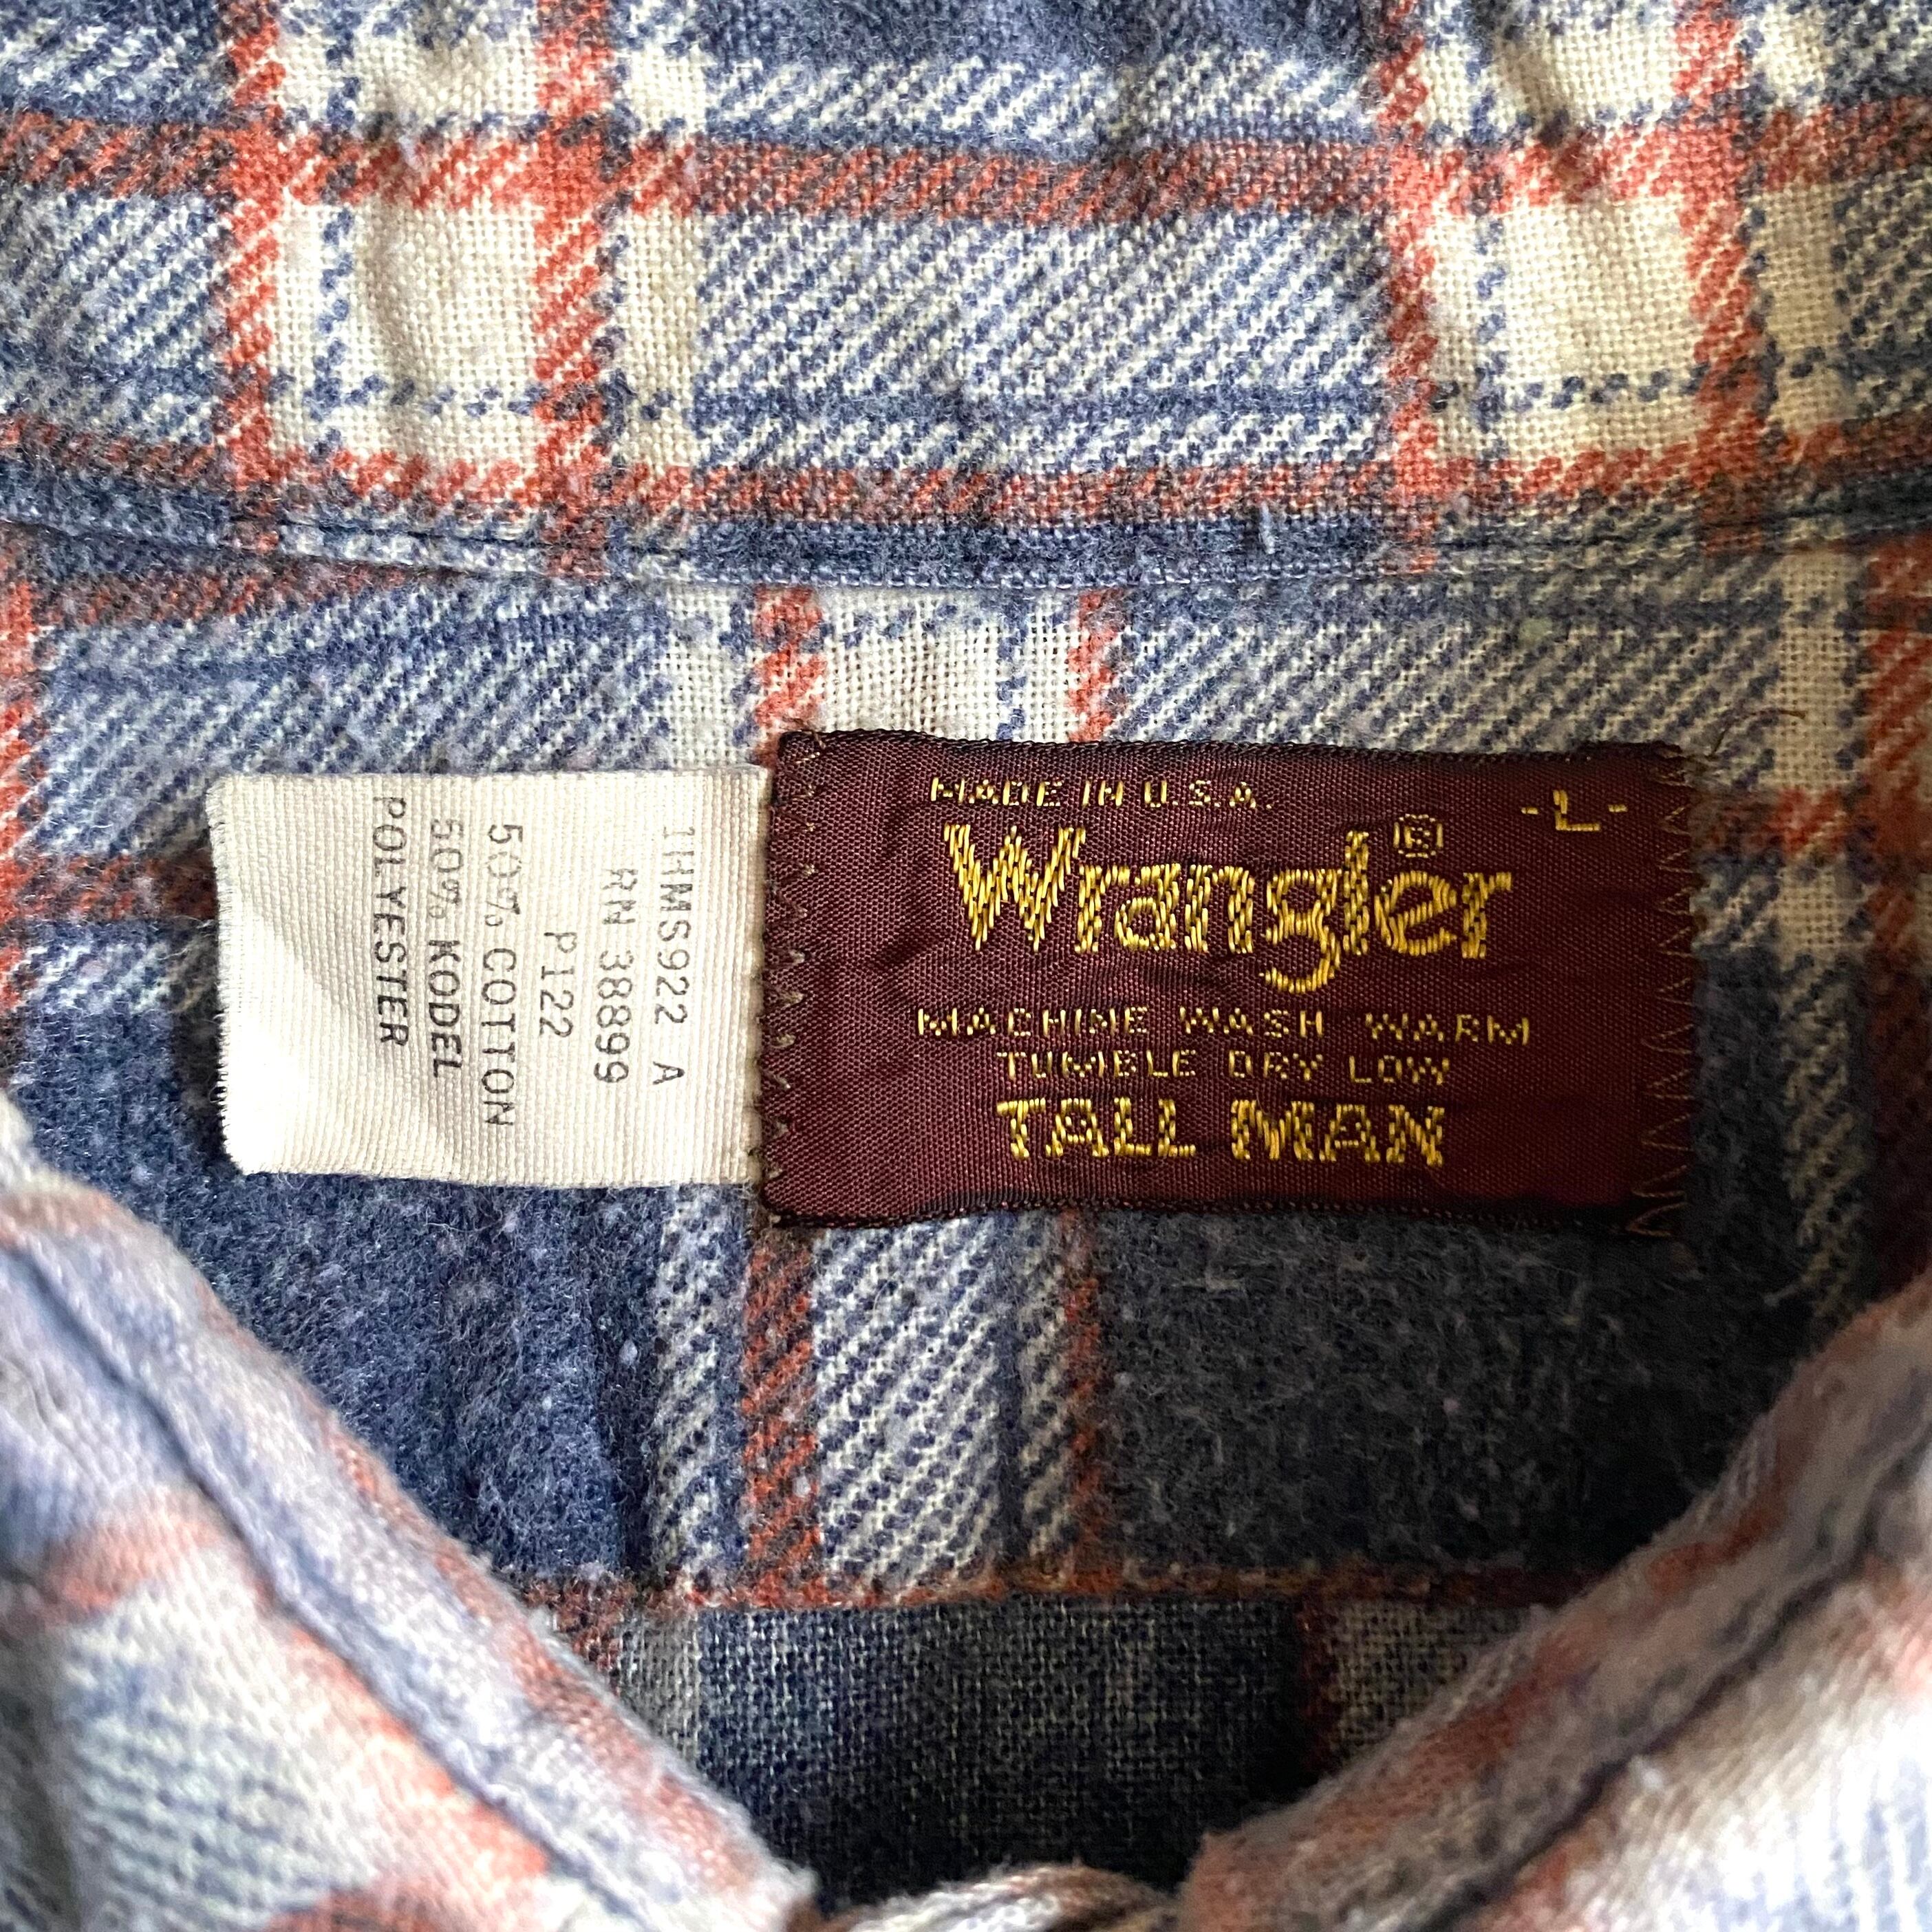 MADE IN U.S.A.
-L-
Wrangler®
MACHINE WASH WARM
TUMBLE DRY LOW
TALL MAN
1HMS922 A
RN 38899
P122
50% COTTON
50% KODEL
POLYESTER